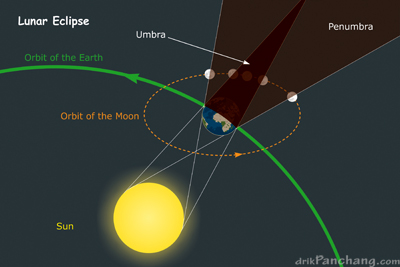 Lunar Eclipse
Umbra
Penumbra
Orbit of the Earth
Orbit of the Moon
Sun
drikPanchang.com